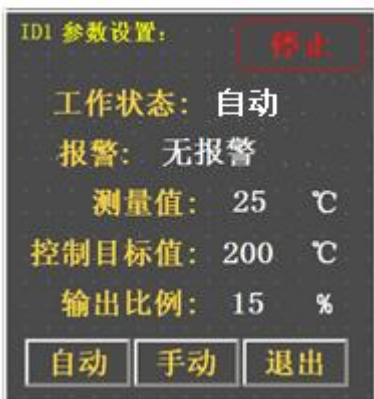 ID1 参数设置: 停止
工作状态: 自动
报警: 无报警
测量值: 25 ℃
控制目标值: 200 ℃
输出比例: 15 %
自动 手动 退出